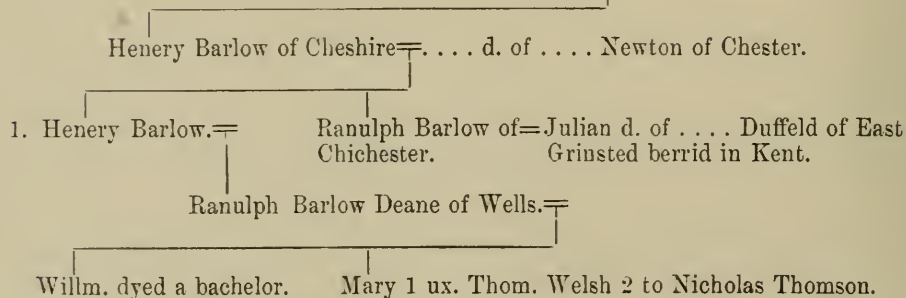 Henery Barlow of Cheshire=. . . . d. of . . . . Newton of Chester.
1. Henery Barlow.= Ranulph Barlow of=Julian d. of . . . . Duffeld of East
Chichester. Grinsted berrid in Kent.
Ranulph Barlow Deane of Wells.=
Willm. dyed a bachelor. Mary 1 ux. Thom. Welsh 2 to Nicholas Thomson.